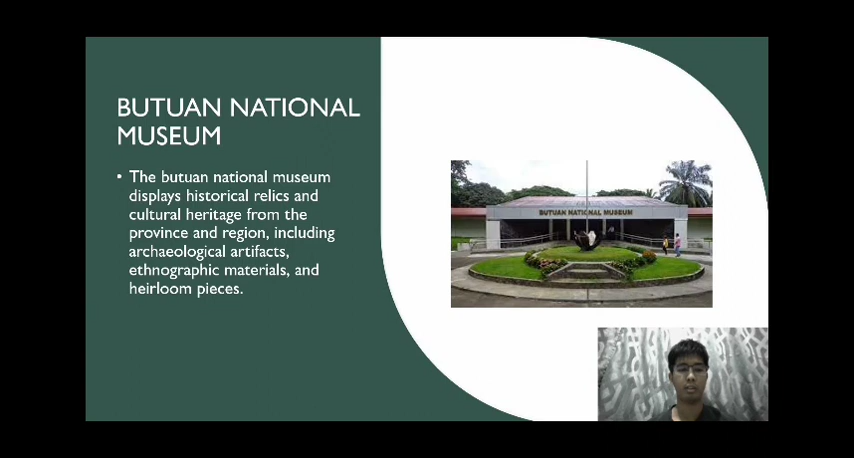 BUTUAN NATIONAL
MUSEUM
• The butuan national museum
displays historical relics and
cultural heritage from the
province and region, including
archaeological artifacts,
ethnographic materials, and
heirloom pieces.
BUTUAN NATIONAL MUSEUM